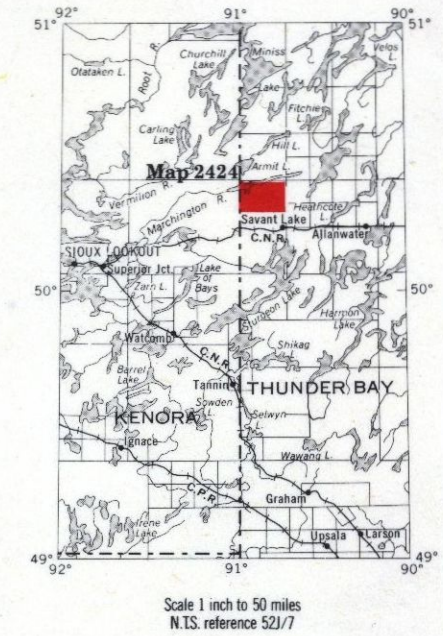 92° 91° 90°
51° 51°
Churchill Lake
Miniss Lake
Velos L.
Otataken L.
Root R.
Fitchie L.
Carling Lake
Hill L.
Map 2424
Armit L.
Vermilion R.
Marchington R.
Heathcote L.
Savant Lake
C.N.R.
Allanwater
SIOUX LOOKOUT
Superior Jct.
Lake of Bays
50° 50°
Zarn L.
Sturgeon Lake
Harmon Lake
Watcomb
Shikag L.
C.N.R.
Barrel Lake
Tannin
THUNDER BAY
Sowden L.
KENORA
Selwyn L.
Ignace
Wawang L.
C.P.R.
Graham
Irene Lake
Upsala
Larson
49° 49°
92° 91° 90°
Scale 1 inch to 50 miles
N.T.S. reference 52J/7